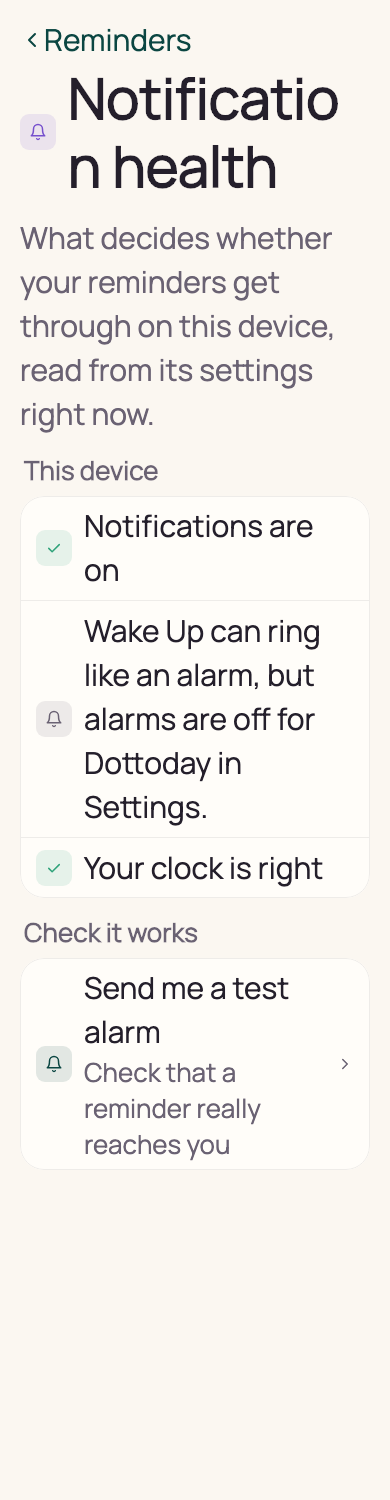 Reminders
Notificatio
n health
What decides whether
your reminders get
through on this device,
read from its settings
right now.
This device
Notifications are
on
Wake Up can ring
like an alarm, but
alarms are off for
Dottoday in
Settings.
Your clock is right
Check it works
Send me a test
alarm
Check that a
reminder really
reaches you